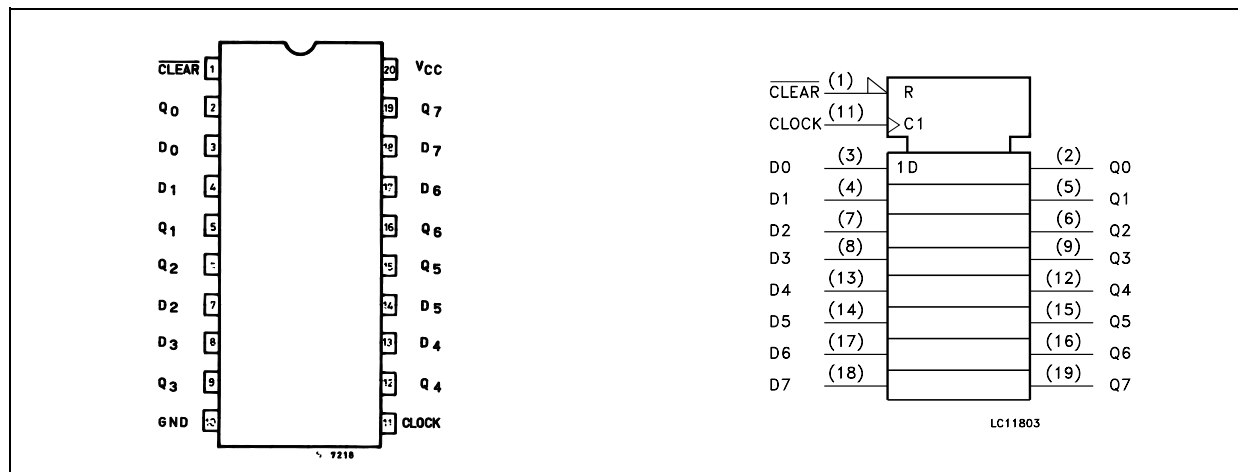 CLEAR 1 20 VCC
Q0 2 19 Q7
D0 3 18 D7
D1 4 17 D6
Q1 5 16 Q6
Q2 15 Q5
D2 7 14 D5
D3 8 13 D4
Q3 9 12 Q4
GND 10 11 CLOCK
7218
CLEAR (1) R
CLOCK (11) C1
D0 (3) 1D (2) Q0
D1 (4) (5) Q1
D2 (7) (6) Q2
D3 (8) (9) Q3
D4 (13) (12) Q4
D5 (14) (15) Q5
D6 (17) (16) Q6
D7 (18) (19) Q7
LC11803